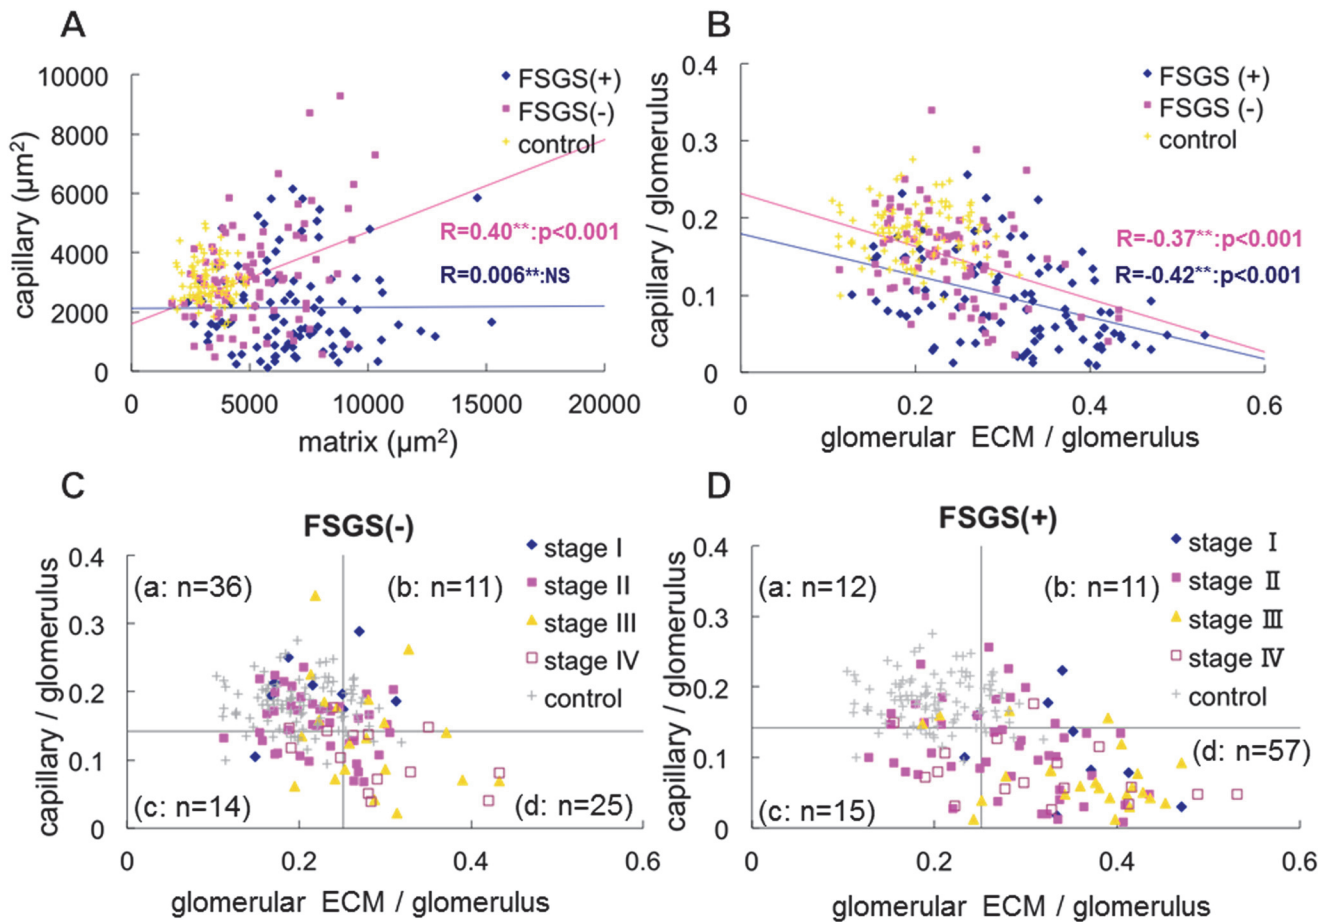 A
10000
8000
6000
4000
2000
0
capillary (µm²)
FSGS(+)
FSGS(-)
control
R=0.40**:p<0.001
R=0.006**:NS
0
5000
10000
15000
20000
matrix (µm²)
B
0.4
0.3
0.2
0.1
0
capillary / glomerulus
FSGS (+)
FSGS (-)
control
R=-0.37**:p<0.001
R=-0.42**:p<0.001
0
0.2
0.4
0.6
glomerular ECM / glomerulus
C
FSGS(-)
0.4
0.3
0.2
0.1
0
capillary / glomerulus
(a: n=36)
(b: n=11)
(c: n=14)
(d: n=25)
stage I
stage II
stage III
stage IV
control
0
0.2
0.4
0.6
glomerular ECM / glomerulus
D
FSGS(+)
0.4
0.3
0.2
0.1
0
capillary / glomerulus
(a: n=12)
(b: n=11)
(c: n=15)
(d: n=57)
stage Ⅰ
stage Ⅱ
stage Ⅲ
stage Ⅳ
control
0
0.2
0.4
0.6
glomerular ECM / glomerulus